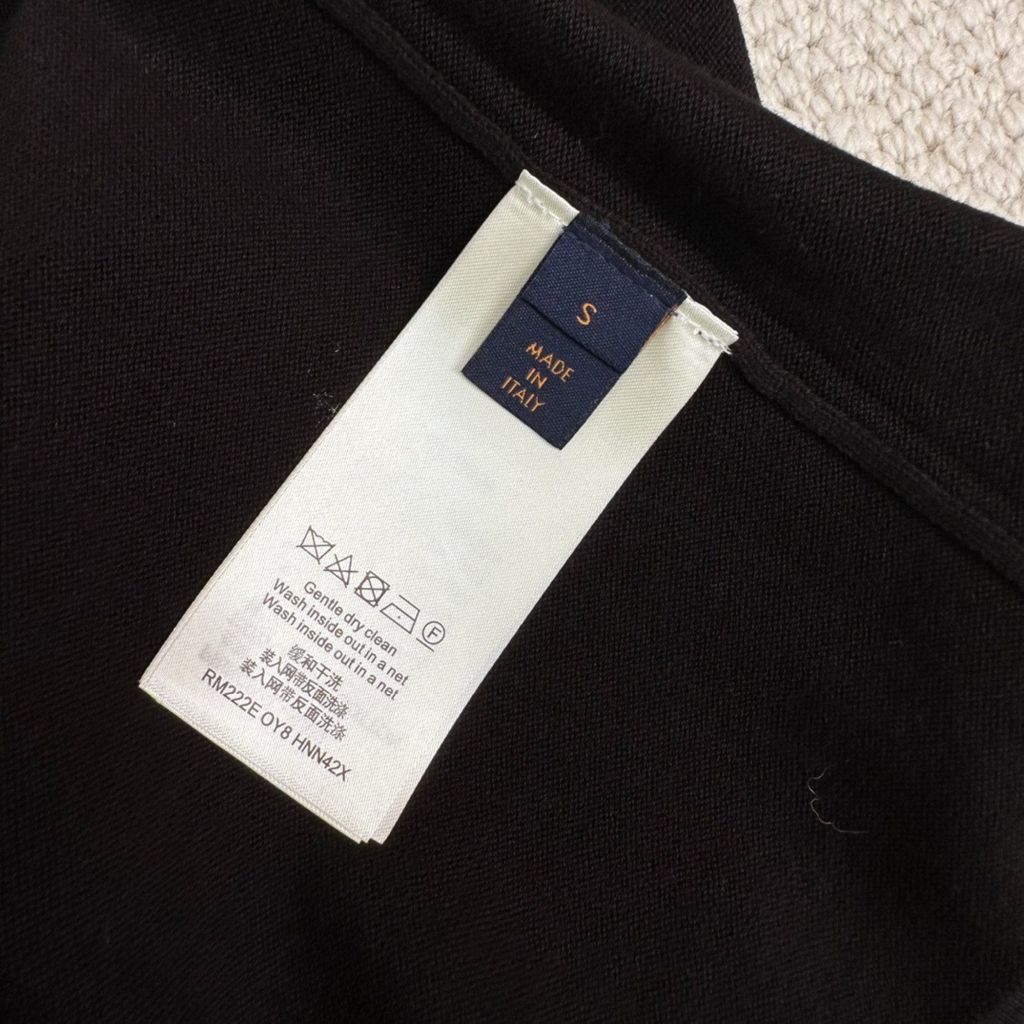 S
MADE
IN
ITALY
F
Gentle dry clean
Wash inside out in a net
Wash inside out in a net
缓和干洗
装入网带反面洗涤
装入网带反面洗涤
RM222E OY8 HNN42X